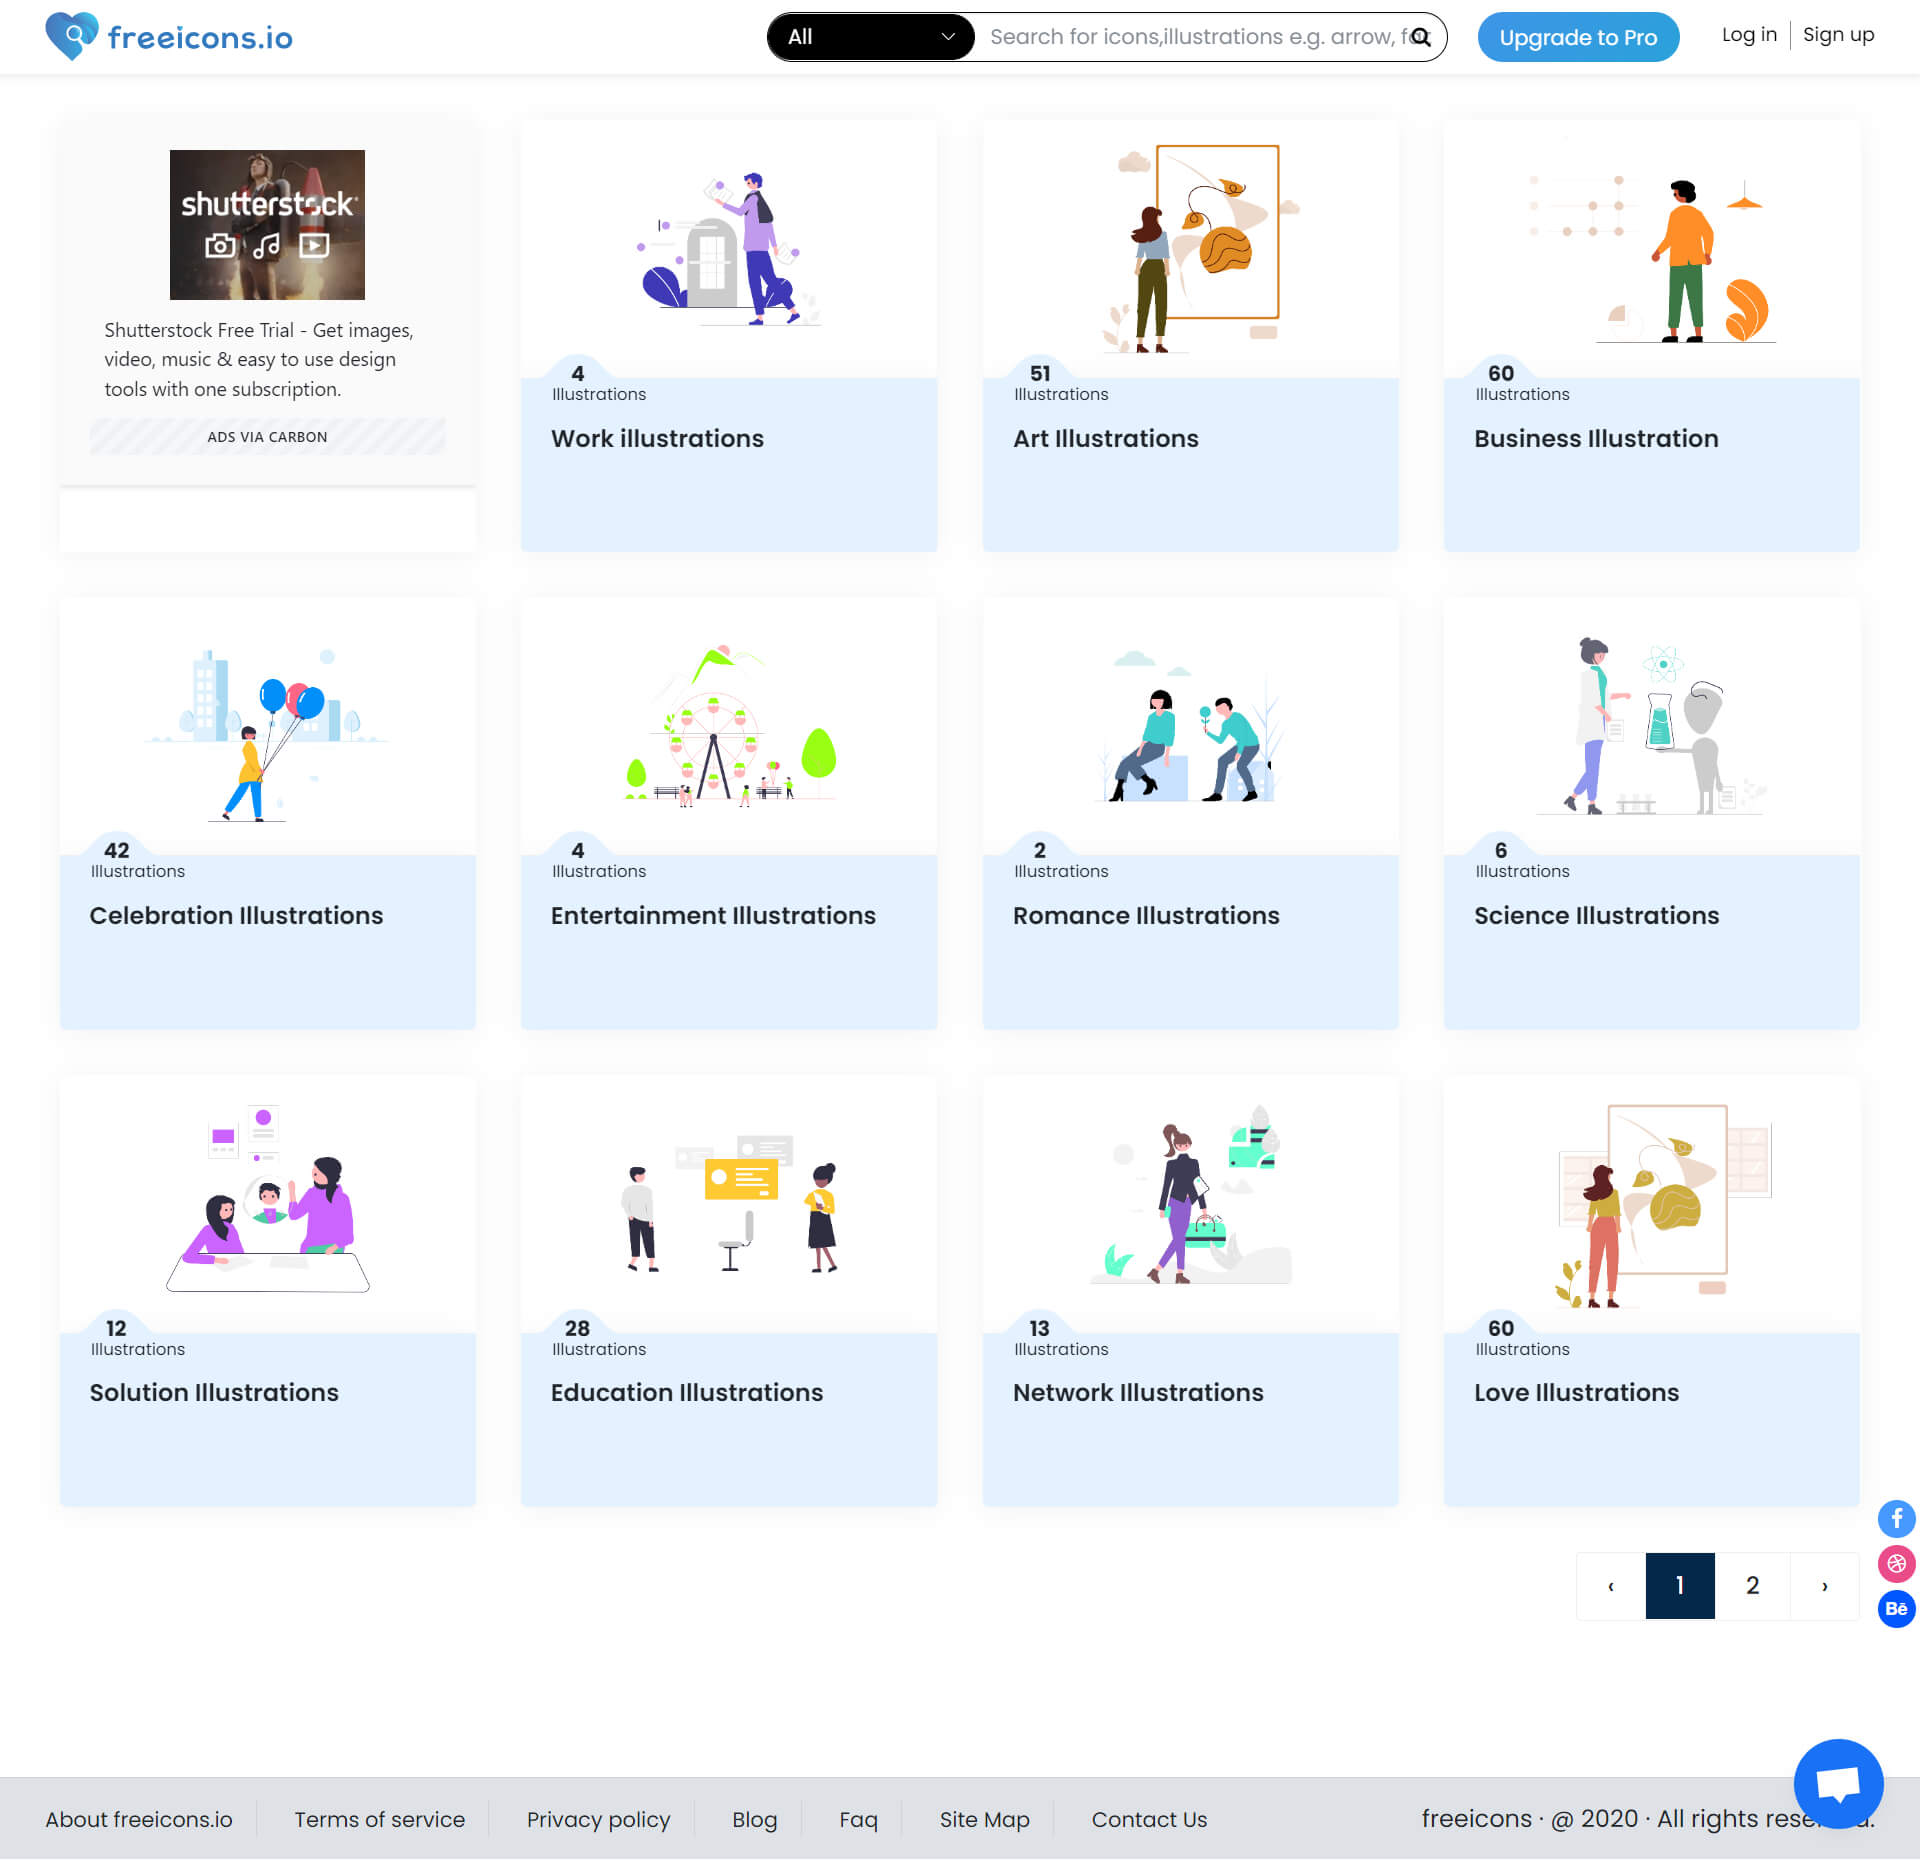 freeicons.io
All
Search for icons,illustrations e.g. arrow,
Upgrade to Pro
Log in
Sign up
shutterstock
Shutterstock Free Trial - Get images,
video, music & easy to use design
tools with one subscription.
ADS VIA CARBON
4
Illustrations
Work illustrations
51
Illustrations
Art Illustrations
60
Illustrations
Business Illustration
42
Illustrations
Celebration Illustrations
4
Illustrations
Entertainment Illustrations
2
Illustrations
Romance Illustrations
6
Illustrations
Science Illustrations
12
Illustrations
Solution Illustrations
28
Illustrations
Education Illustrations
13
Illustrations
Network Illustrations
60
Illustrations
Love Illustrations
‹ 1 2 ›
f
Bē
About freeicons.io
Terms of service
Privacy policy
Blog
Faq
Site Map
Contact Us
freeicons · @ 2020 · All rights